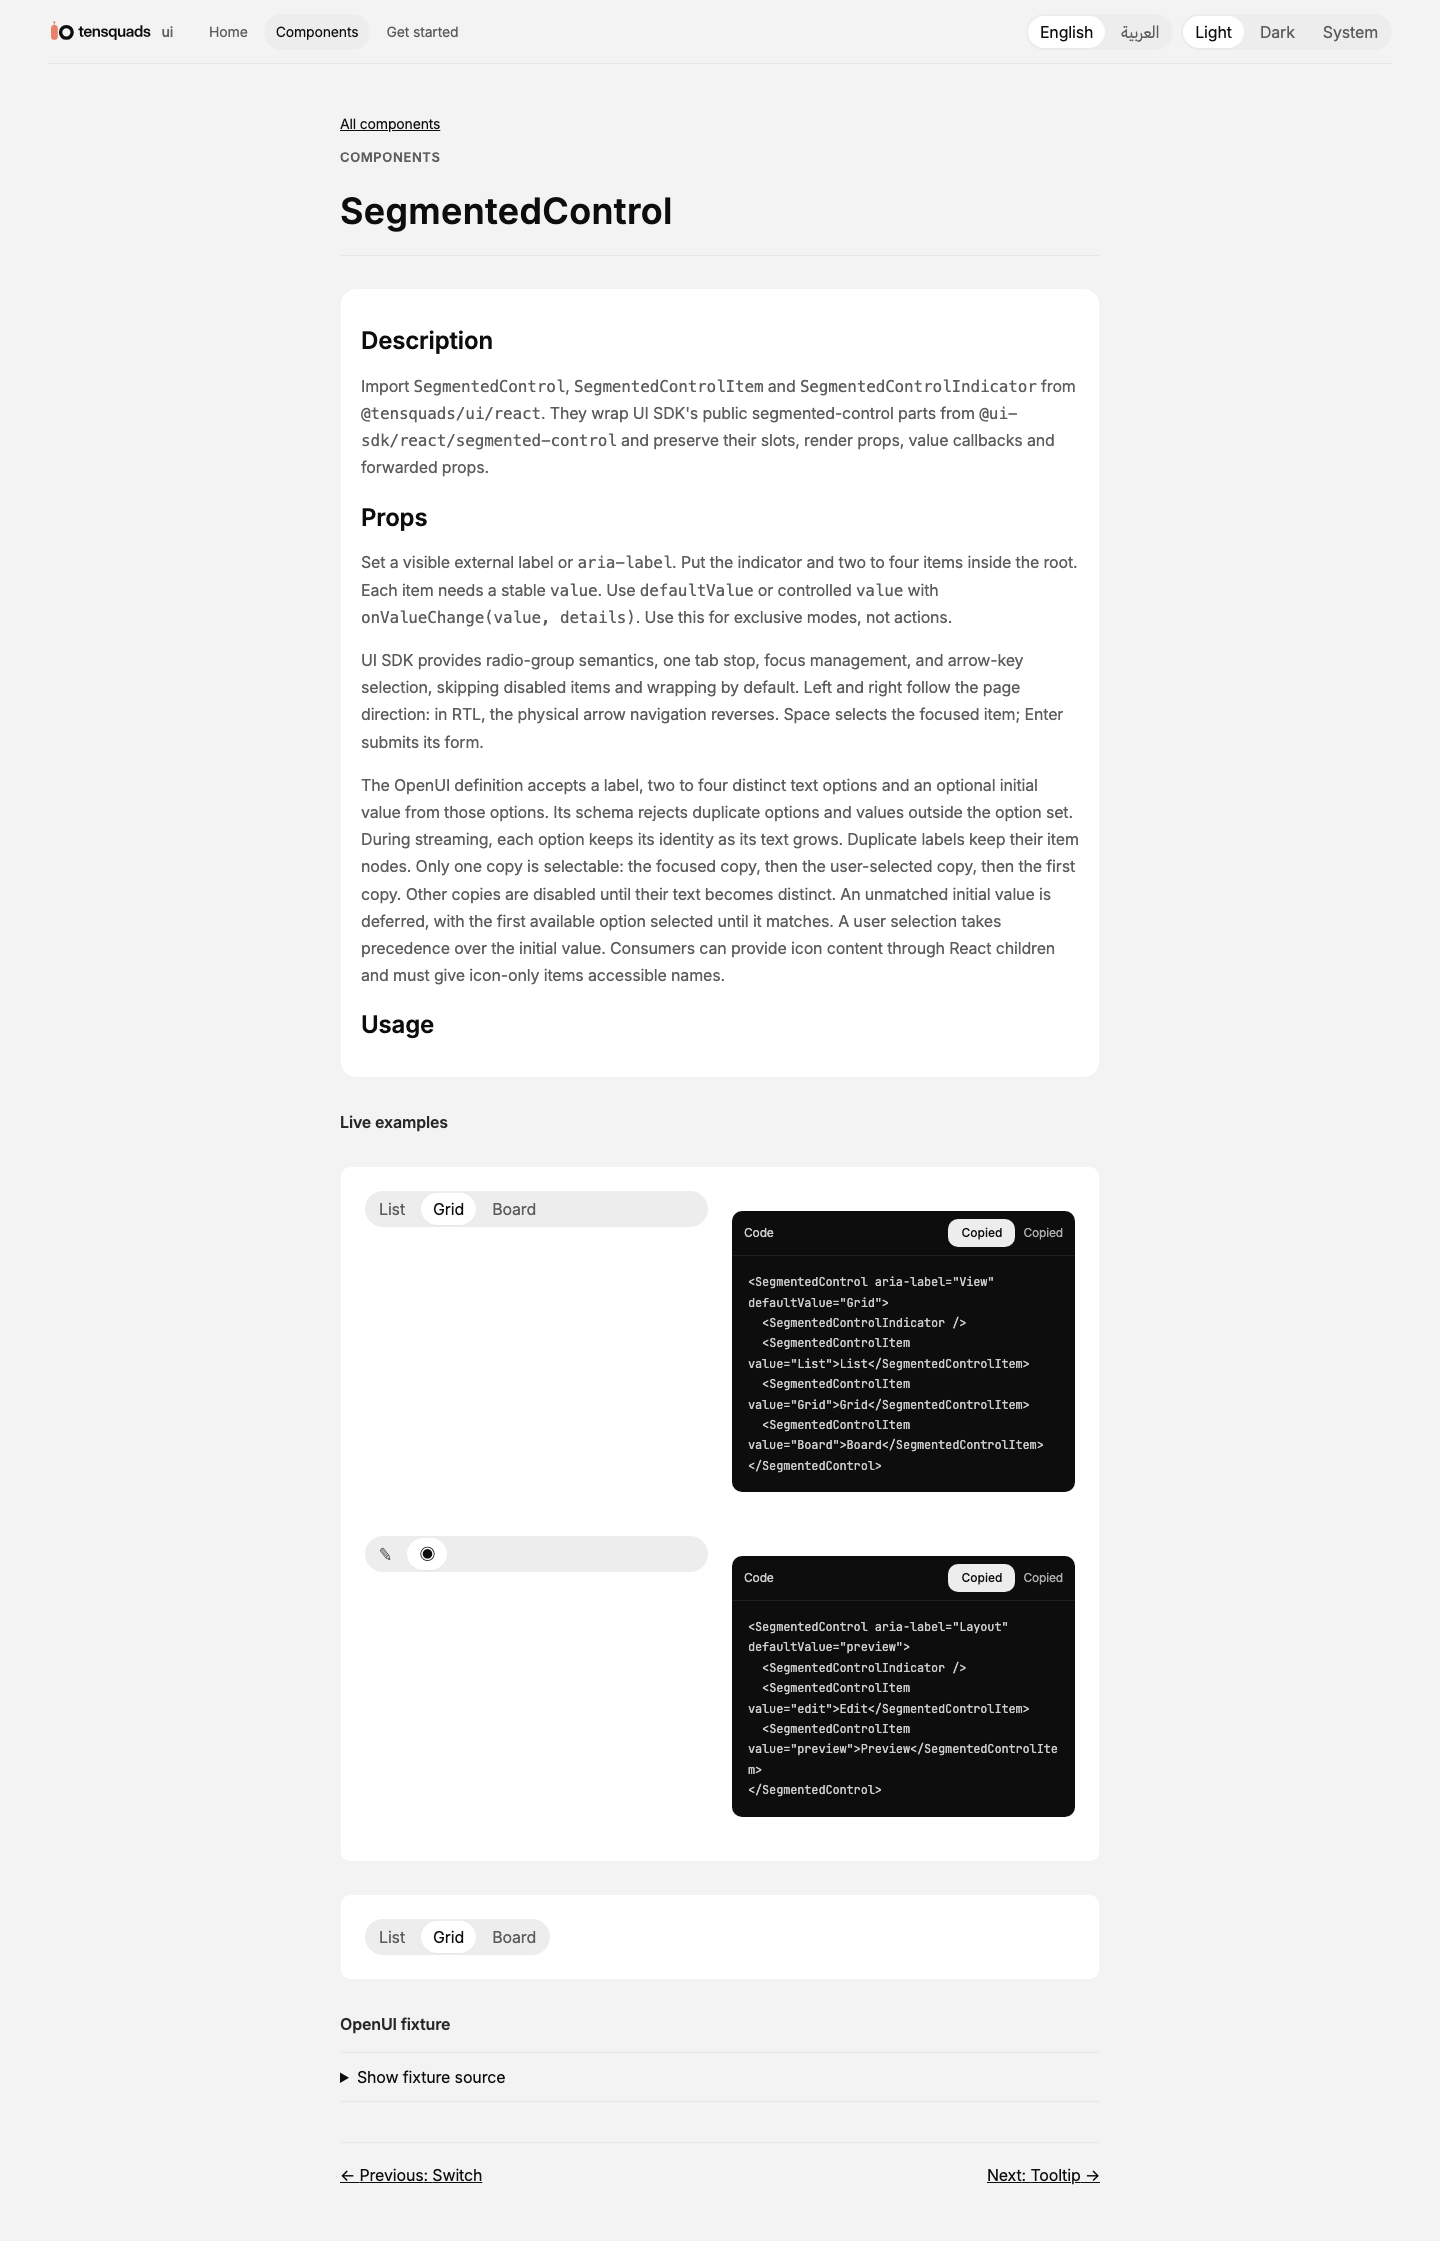 tensquads ui Home Components Get started English العربية Light Dark System
All components
COMPONENTS
SegmentedControl
Description
Import SegmentedControl, SegmentedControlItem and SegmentedControlIndicator from
@tensquads/ui/react. They wrap UI SDK's public segmented-control parts from @ui-
sdk/react/segmented-control and preserve their slots, render props, value callbacks and
forwarded props.
Props
Set a visible external label or aria-label. Put the indicator and two to four items inside the root.
Each item needs a stable value. Use defaultValue or controlled value with
onValueChange(value, details). Use this for exclusive modes, not actions.
UI SDK provides radio-group semantics, one tab stop, focus management, and arrow-key
selection, skipping disabled items and wrapping by default. Left and right follow the page
direction: in RTL, the physical arrow navigation reverses. Space selects the focused item; Enter
submits its form.
The OpenUI definition accepts a label, two to four distinct text options and an optional initial
value from those options. Its schema rejects duplicate options and values outside the option set.
During streaming, each option keeps its identity as its text grows. Duplicate labels keep their item
nodes. Only one copy is selectable: the focused copy, then the user-selected copy, then the first
copy. Other copies are disabled until their text becomes distinct. An unmatched initial value is
deferred, with the first available option selected until it matches. A user selection takes
precedence over the initial value. Consumers can provide icon content through React children
and must give icon-only items accessible names.
Usage
Live examples
List Grid Board
Code Copied Copied
<SegmentedControl aria-label="View"
defaultValue="Grid">
  <SegmentedControlIndicator />
  <SegmentedControlItem
value="List">List</SegmentedControlItem>
  <SegmentedControlItem
value="Grid">Grid</SegmentedControlItem>
  <SegmentedControlItem
value="Board">Board</SegmentedControlItem>
</SegmentedControl>
✎ ◉
Code Copied Copied
<SegmentedControl aria-label="Layout"
defaultValue="preview">
  <SegmentedControlIndicator />
  <SegmentedControlItem
value="edit">Edit</SegmentedControlItem>
  <SegmentedControlItem
value="preview">Preview</SegmentedControlIte
m>
</SegmentedControl>
List Grid Board
OpenUI fixture
▶ Show fixture source
← Previous: Switch Next: Tooltip →